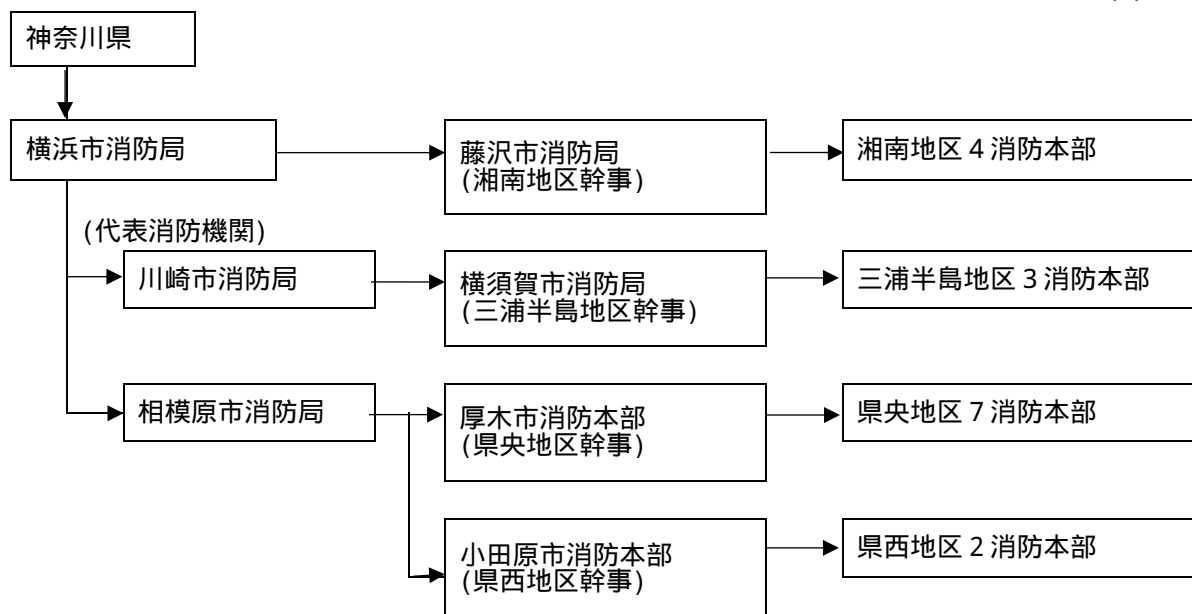 神奈川県
横浜市消防局
藤沢市消防局
(湘南地区幹事)
湘南地区４消防本部
(代表消防機関)
川崎市消防局
横須賀市消防局
(三浦半島地区幹事)
三浦半島地区３消防本部
相模原市消防局
厚木市消防本部
(県央地区幹事)
県央地区７消防本部
小田原市消防本部
(県西地区幹事)
県西地区２消防本部